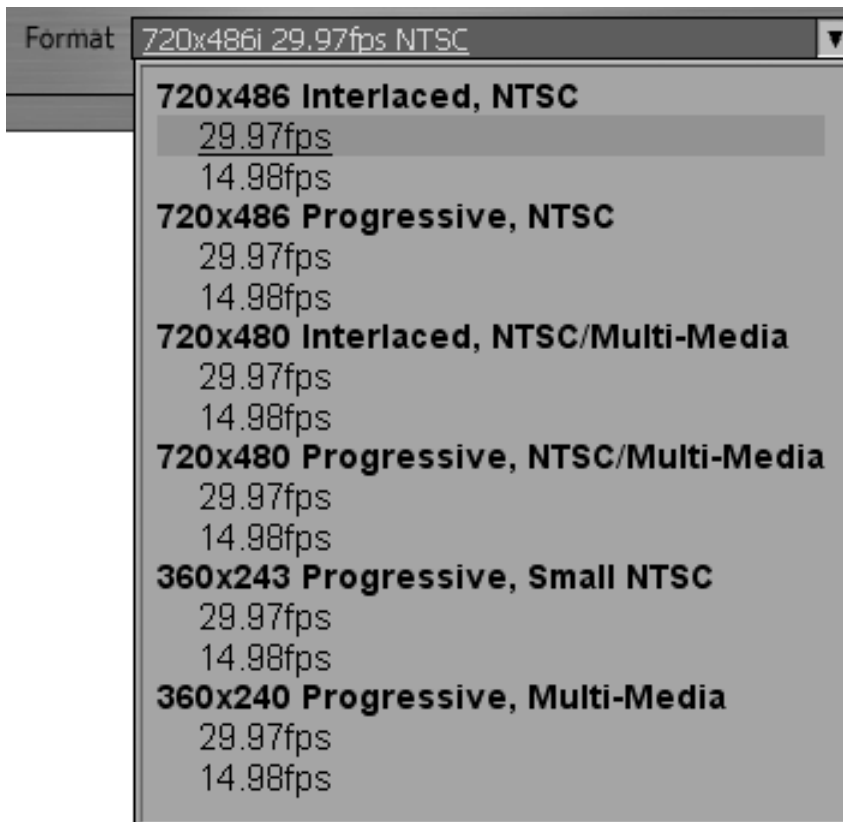 Format 720x486i 29.97fps NTSC
720x486 Interlaced, NTSC
29.97fps
14.98fps
720x486 Progressive, NTSC
29.97fps
14.98fps
720x480 Interlaced, NTSC/Multi-Media
29.97fps
14.98fps
720x480 Progressive, NTSC/Multi-Media
29.97fps
14.98fps
360x243 Progressive, Small NTSC
29.97fps
14.98fps
360x240 Progressive, Multi-Media
29.97fps
14.98fps